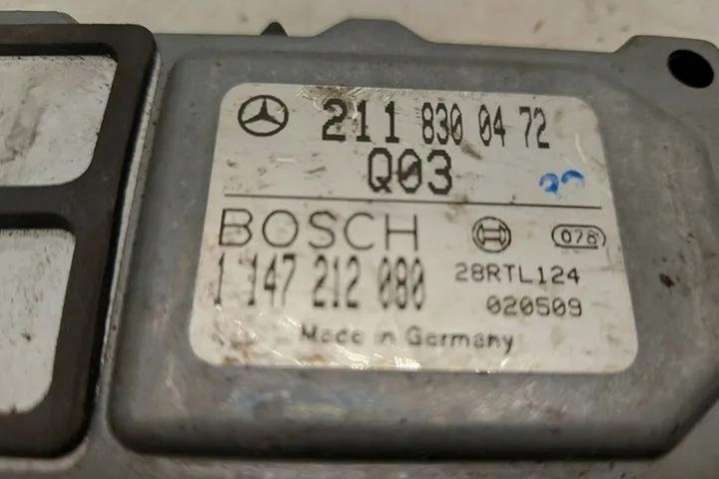 211 830 04 72
Q03
BOSCH 078
1 147 212 080 28RTL124
020509
Made in Germany